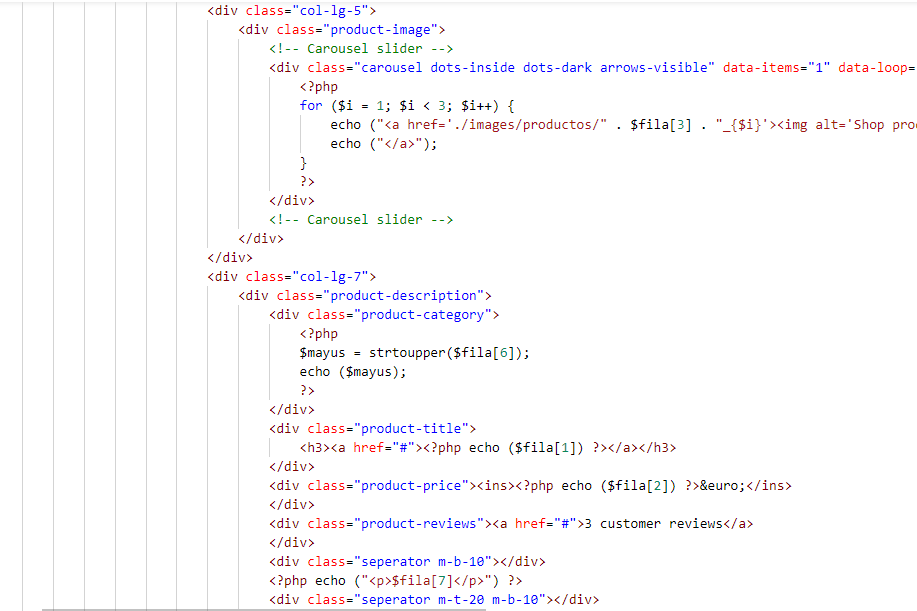 <div class="col-lg-5">
<div class="product-image">
<!-- Carousel slider -->
<div class="carousel dots-inside dots-dark arrows-visible" data-items="1" data-loop=
<?php
for ($i = 1; $i < 3; $i++) {
echo ("<a href='./images/productos/" . $fila[3] . "_{$i}'><img alt='Shop pro
echo ("</a>");
}
?>
</div>
<!-- Carousel slider -->
</div>
</div>
<div class="col-lg-7">
<div class="product-description">
<div class="product-category">
<?php
$mayus = strtoupper($fila[6]);
echo ($mayus);
?>
</div>
<div class="product-title">
<h3><a href="#"><?php echo ($fila[1]) ?></a></h3>
</div>
<div class="product-price"><ins><?php echo ($fila[2]) ?>&euro;</ins>
</div>
<div class="product-reviews"><a href="#">3 customer reviews</a>
</div>
<div class="seperator m-b-10"></div>
<?php echo ("<p>$fila[7]</p>") ?>
<div class="seperator m-t-20 m-b-10"></div>